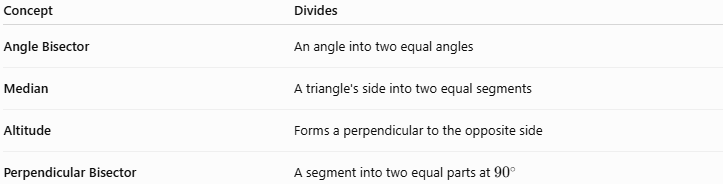 Concept Divides
Angle Bisector An angle into two equal angles
Median A triangle's side into two equal segments
Altitude Forms a perpendicular to the opposite side
Perpendicular Bisector A segment into two equal parts at 90°